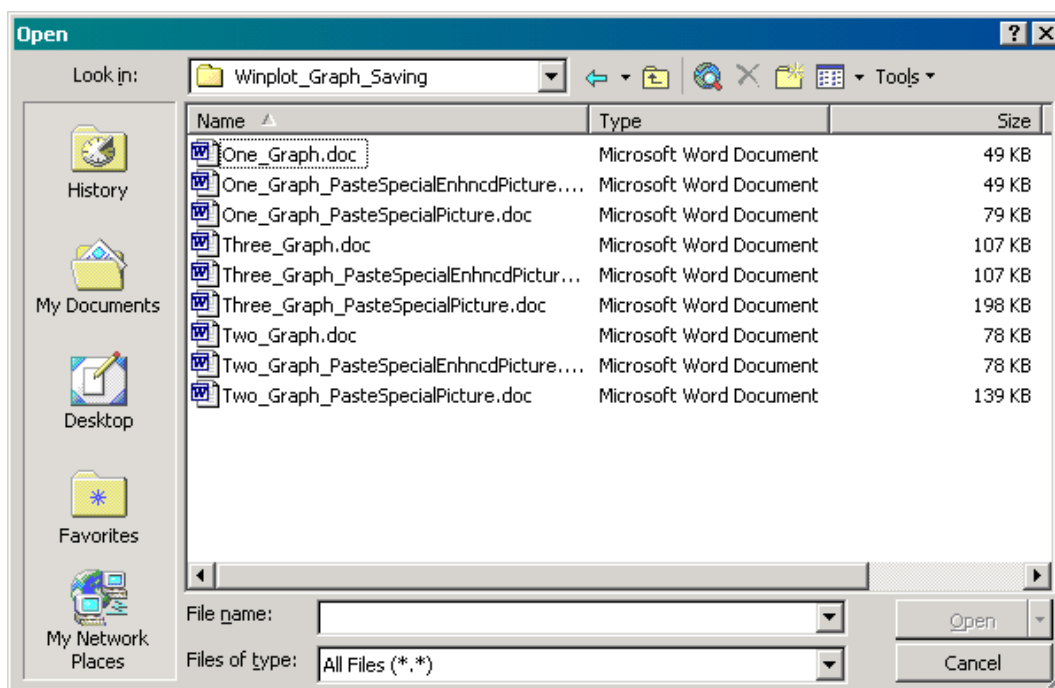 Open
Look in: Winplot_Graph_Saving Tools
Name Type Size
One_Graph.doc Microsoft Word Document 49 KB
One_Graph_PasteSpecialEnhncdPicture.... Microsoft Word Document 49 KB
One_Graph_PasteSpecialPicture.doc Microsoft Word Document 79 KB
Three_Graph.doc Microsoft Word Document 107 KB
Three_Graph_PasteSpecialEnhncdPictur... Microsoft Word Document 107 KB
Three_Graph_PasteSpecialPicture.doc Microsoft Word Document 198 KB
Two_Graph.doc Microsoft Word Document 78 KB
Two_Graph_PasteSpecialEnhncdPicture.... Microsoft Word Document 78 KB
Two_Graph_PasteSpecialPicture.doc Microsoft Word Document 139 KB
History
My Documents
Desktop
Favorites
My Network
Places
File name: Open
Files of type: All Files (*.*) Cancel